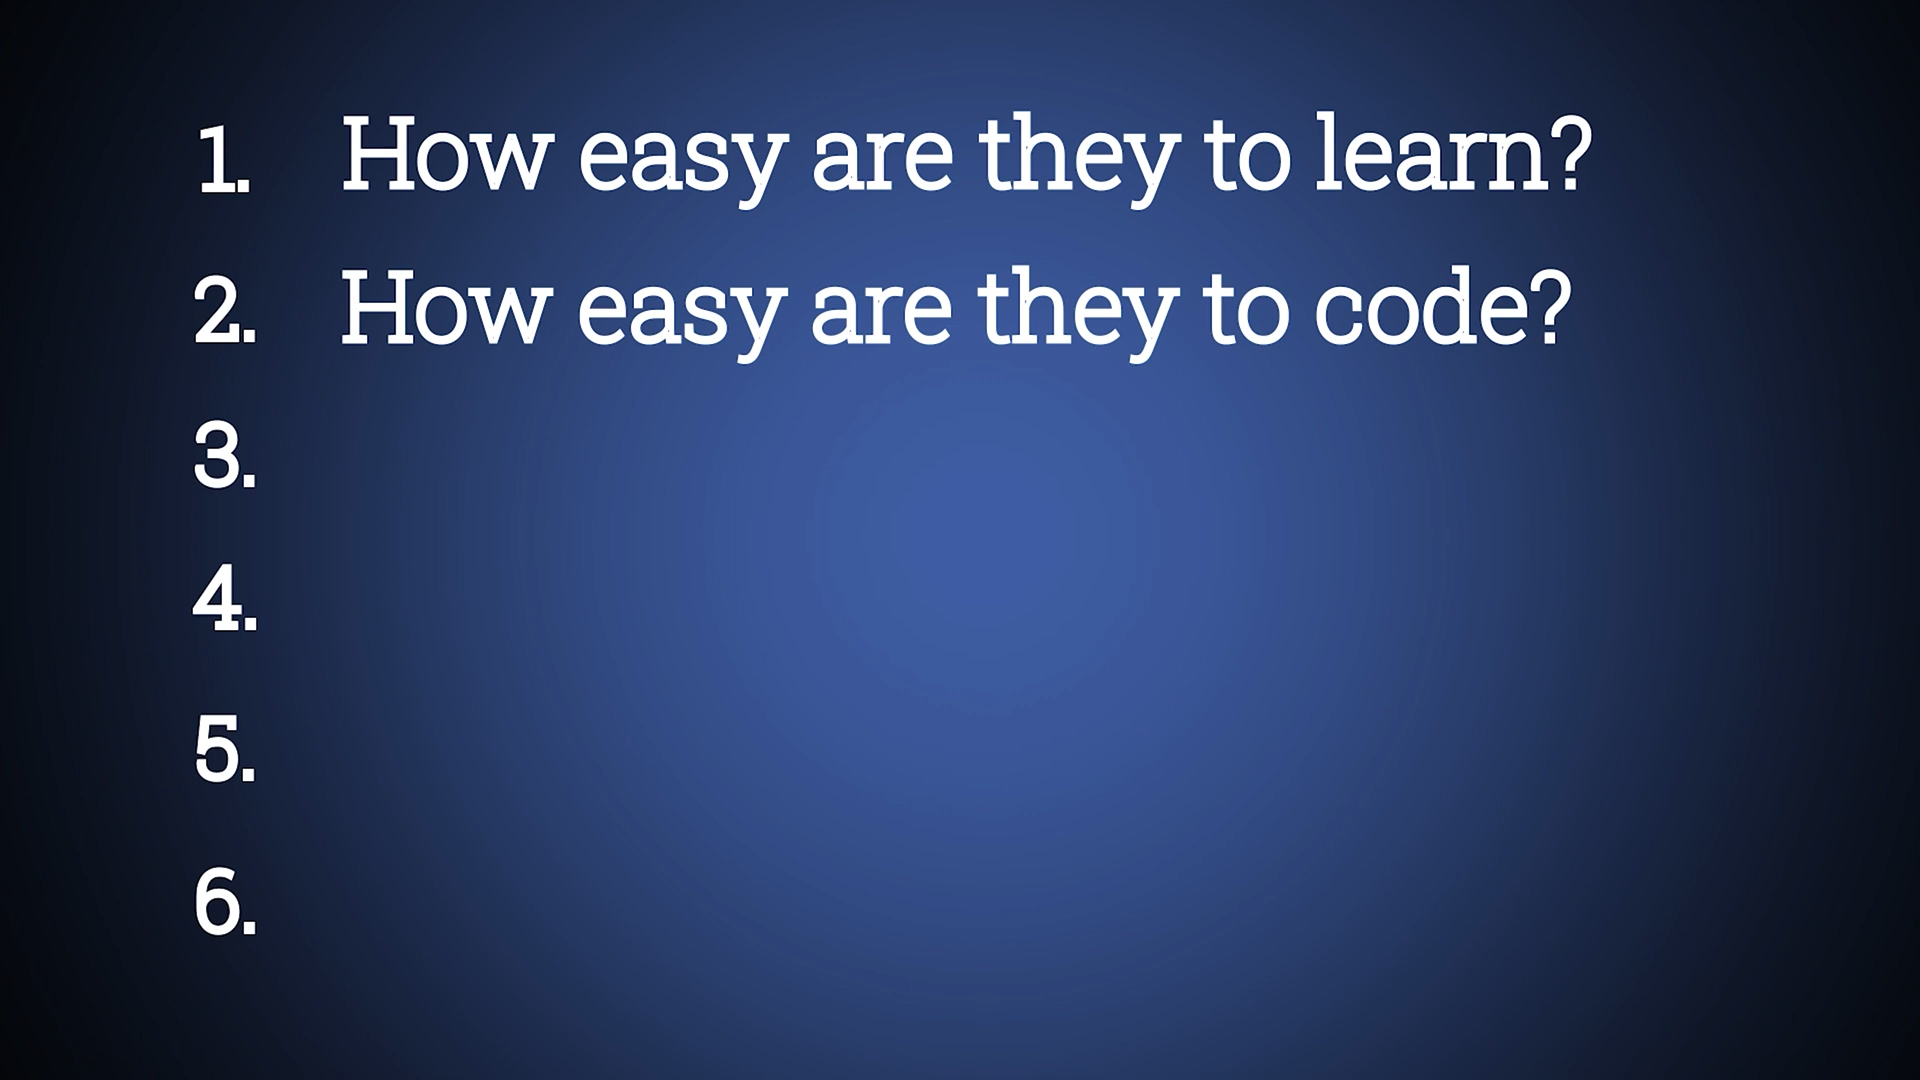 1. How easy are they to learn?
2. How easy are they to code?
3.
4.
5.
6.